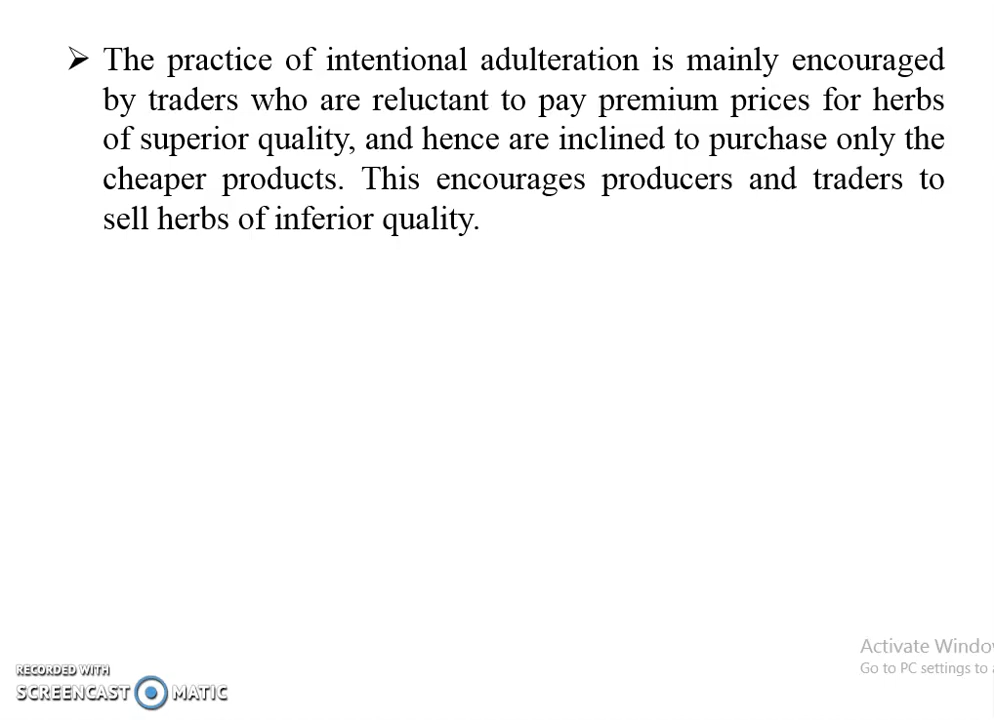 ➢ The practice of intentional adulteration is mainly encouraged
by traders who are reluctant to pay premium prices for herbs
of superior quality, and hence are inclined to purchase only the
cheaper products. This encourages producers and traders to
sell herbs of inferior quality.
Activate Windo
Go to PC settings to
RECORDED WITH
SCREENCAST MATIC